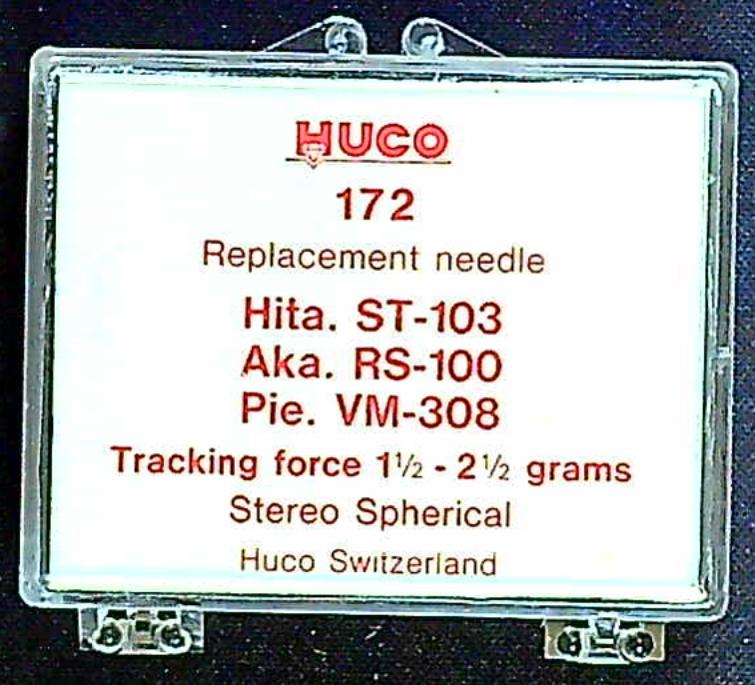 HUCO
172
Replacement needle
Hita. ST-103
Aka. RS-100
Pie. VM-308
Tracking force 1½ - 2½ grams
Stereo Spherical
Huco Switzerland